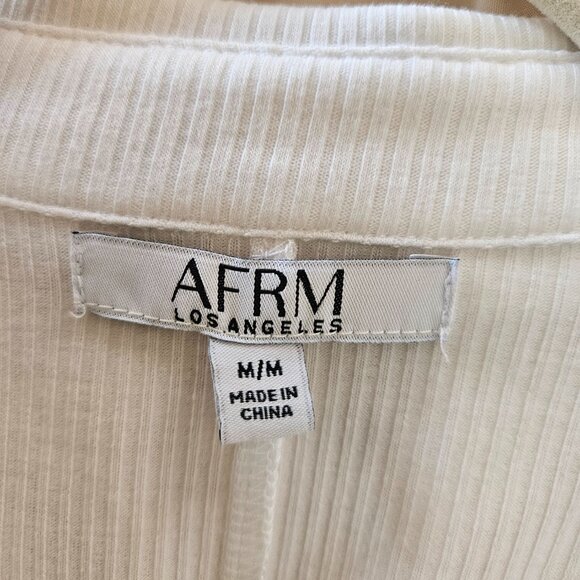 AFRM
LOS ANGELES
M/M
MADE IN
CHINA